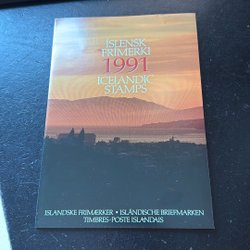 ÍSLENSK
FRÍMERKI
1991
ICELANDIC
STAMPS
ISLANDSKE FRIMÆRKER • ISLÄNDISCHE BRIEFMARKEN
TIMBRES-POSTE ISLANDAIS